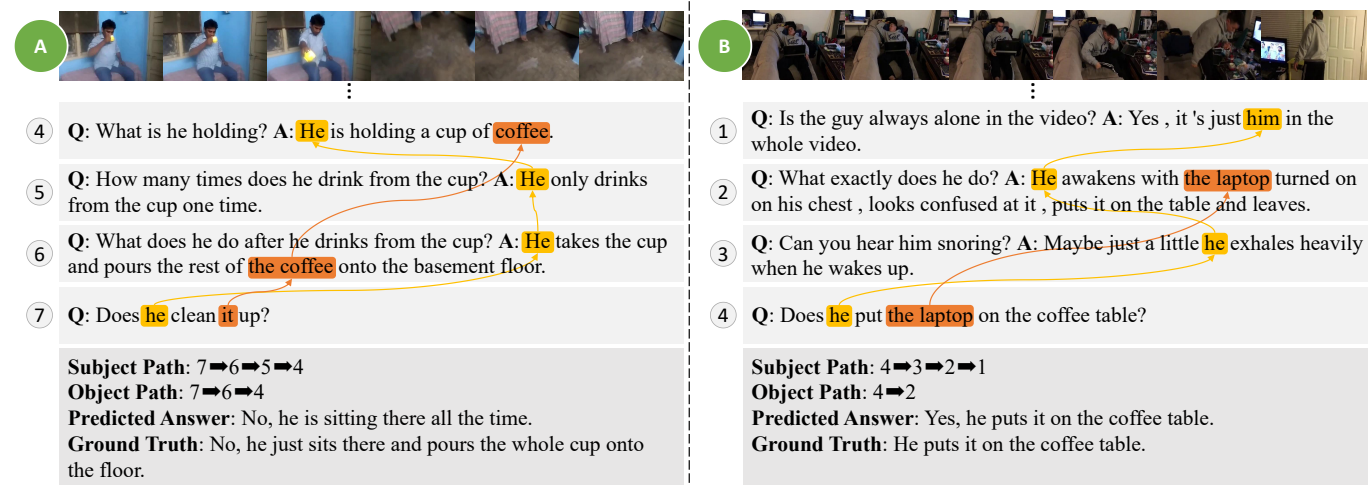 A
4
Q: What is he holding? A: He is holding a cup of coffee.
5
Q: How many times does he drink from the cup? A: He only drinks
from the cup one time.
6
Q: What does he do after he drinks from the cup? A: He takes the cup
and pours the rest of the coffee onto the basement floor.
7
Q: Does he clean it up?
Subject Path: 7➡6➡5➡4
Object Path: 7➡6➡4
Predicted Answer: No, he is sitting there all the time.
Ground Truth: No, he just sits there and pours the whole cup onto
the floor.
B
1
Q: Is the guy always alone in the video? A: Yes , it 's just him in the
whole video.
2
Q: What exactly does he do? A: He awakens with the laptop turned on
on his chest , looks confused at it , puts it on the table and leaves.
3
Q: Can you hear him snoring? A: Maybe just a little he exhales heavily
when he wakes up.
4
Q: Does he put the laptop on the coffee table?
Subject Path: 4➡3➡2➡1
Object Path: 4➡2
Predicted Answer: Yes, he puts it on the coffee table.
Ground Truth: He puts it on the coffee table.